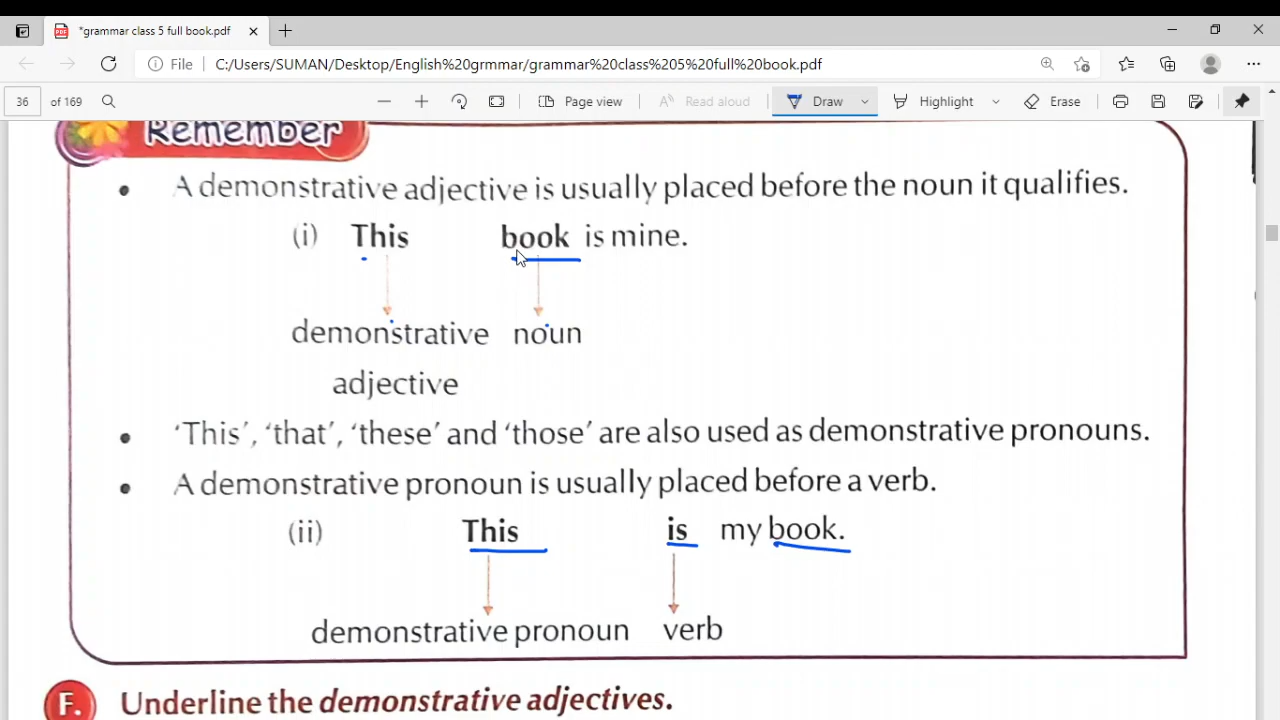 *grammar class 5 full book.pdf
File C:/Users/SUMAN/Desktop/English%20grmmar/grammar%20class%205%20full%20book.pdf
36 of 169 Page view Read aloud Draw Highlight Erase
Remember
• A demonstrative adjective is usually placed before the noun it qualifies.
(i) This book is mine.
demonstrative noun
adjective
• ‘This’, ‘that’, ‘these’ and ‘those’ are also used as demonstrative pronouns.
• A demonstrative pronoun is usually placed before a verb.
(ii) This is my book.
demonstrative pronoun verb
F. Underline the demonstrative adjectives.